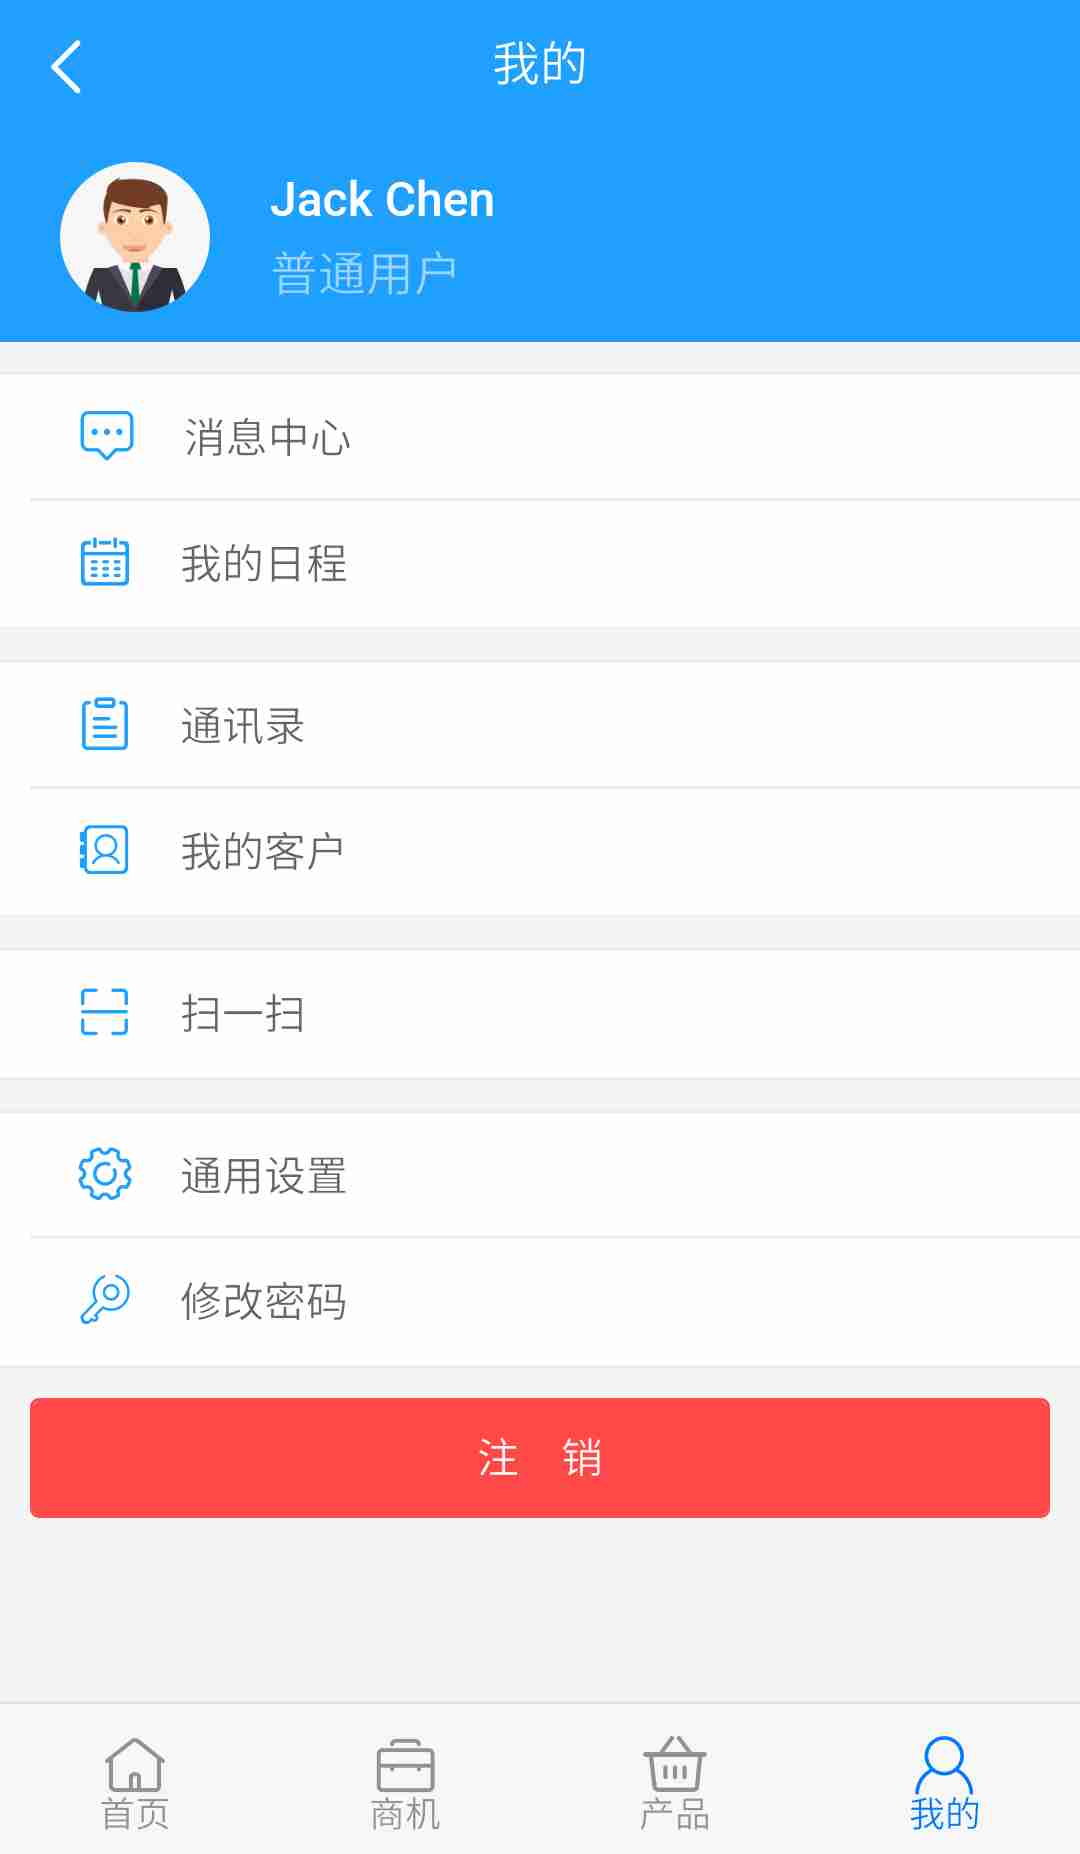 我的
Jack Chen
普通用户
消息中心
我的日程
通讯录
我的客户
扫一扫
通用设置
修改密码
注 销
首页
商机
产品
我的